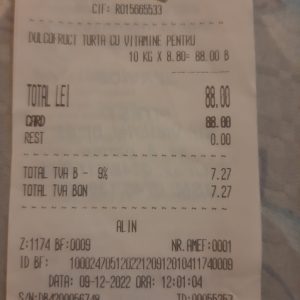 CIF: RO15665533
DULCOFRUCT TURTA CU VITAMINE PENTRU
10 KG X 8.80= 88.00 B
TOTAL LEI 88.00
CARD 88.00
REST 0.00
TOTAL TVA B - 9% 7.27
TOTAL TVA BON 7.27
ALIN
Z:1174 BF:0009 NR.AMEF:0001
ID BF: 10002470512022120912010411740009
DATA: 09-12-2022 ORA: 12:01:04